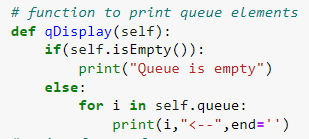 # function to print queue elements
def qDisplay(self):
    if(self.isEmpty()):
        print("Queue is empty")
    else:
        for i in self.queue:
            print(i,"<--",end='')